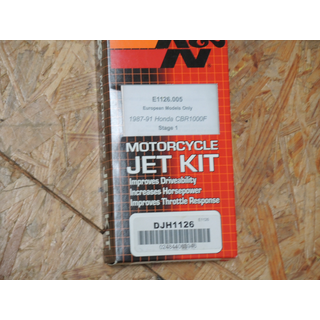 K&N
E1126.005
European Models Only
1987-91 Honda CBR1000F
Stage 1
MOTORCYCLE
JET KIT
Improves Driveability
Increases Horsepower
Improves Throttle Response
DJH1126